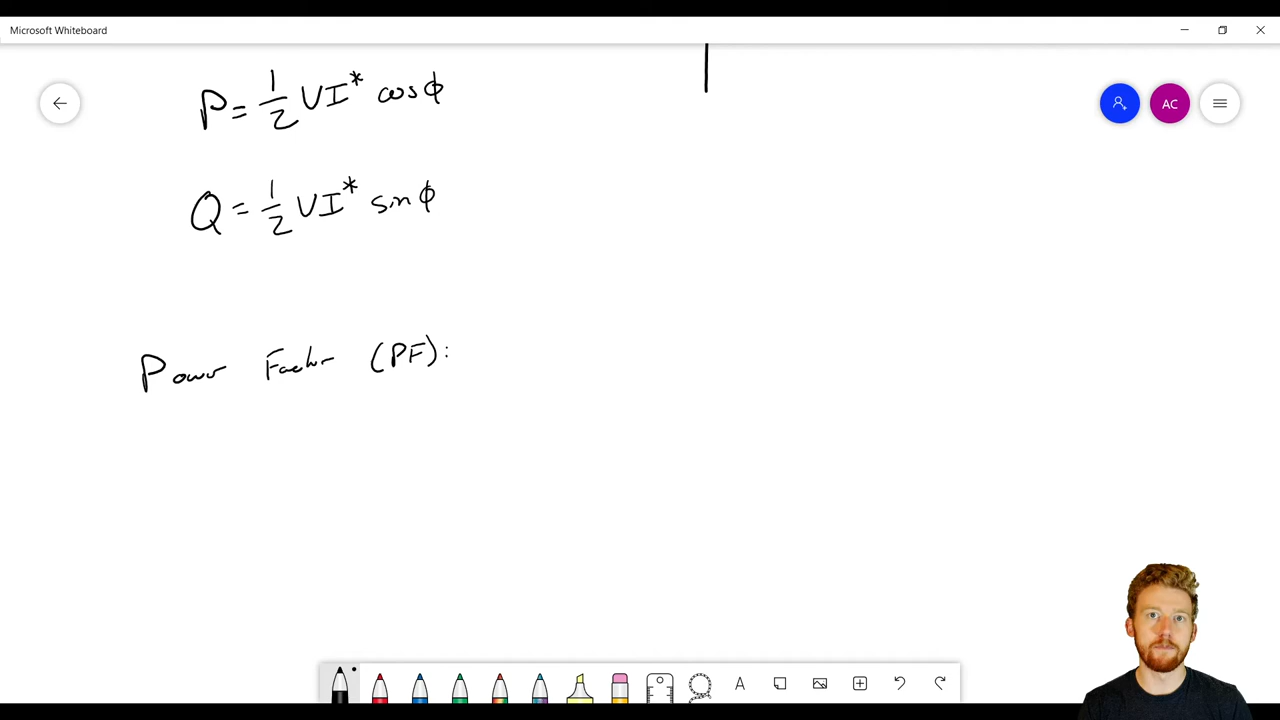 Microsoft Whiteboard
P = 1/2 VI* cos ϕ
AC
Q = 1/2 VI* sin ϕ
Power Factor (PF):
A